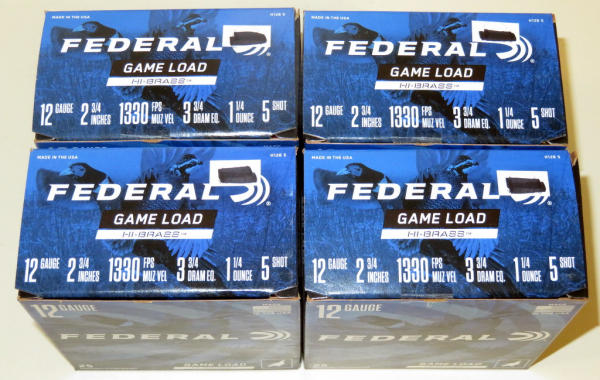 MADE IN THE USA H126 5
FEDERAL
GAME LOAD
HI-BRASS™
12 GAUGE 2 3/4 INCHES 1330 FPS MUZ VEL 3 3/4 DRAM EQ. 1 1/4 OUNCE 5 SHOT
MADE IN THE USA H126 5
FEDERAL®
GAME LOAD
HI-BRASS™
12 GAUGE 2 3/4 INCHES 1330 FPS MUZ VEL 3 3/4 DRAM EQ. 1 1/4 OUNCE 5 SHOT
MADE IN THE USA H126 5
FEDERAL®
GAME LOAD
HI-BRASS™
12 GAUGE 2 3/4 INCHES 1330 FPS MUZ VEL 3 3/4 DRAM EQ. 1 1/4 OUNCE 5 SHOT
MADE IN THE USA H126 5
FEDERAL®
GAME LOAD
HI-BRASS™
12 GAUGE 2 3/4 INCHES 1330 FPS MUZ VEL 3 3/4 DRAM EQ. 1 1/4 OUNCE 5 SHOT
12 GAUGE
FEDERAL
25 GAME LOAD
12 GAUGE
FEDERAL
25 GAME LOAD